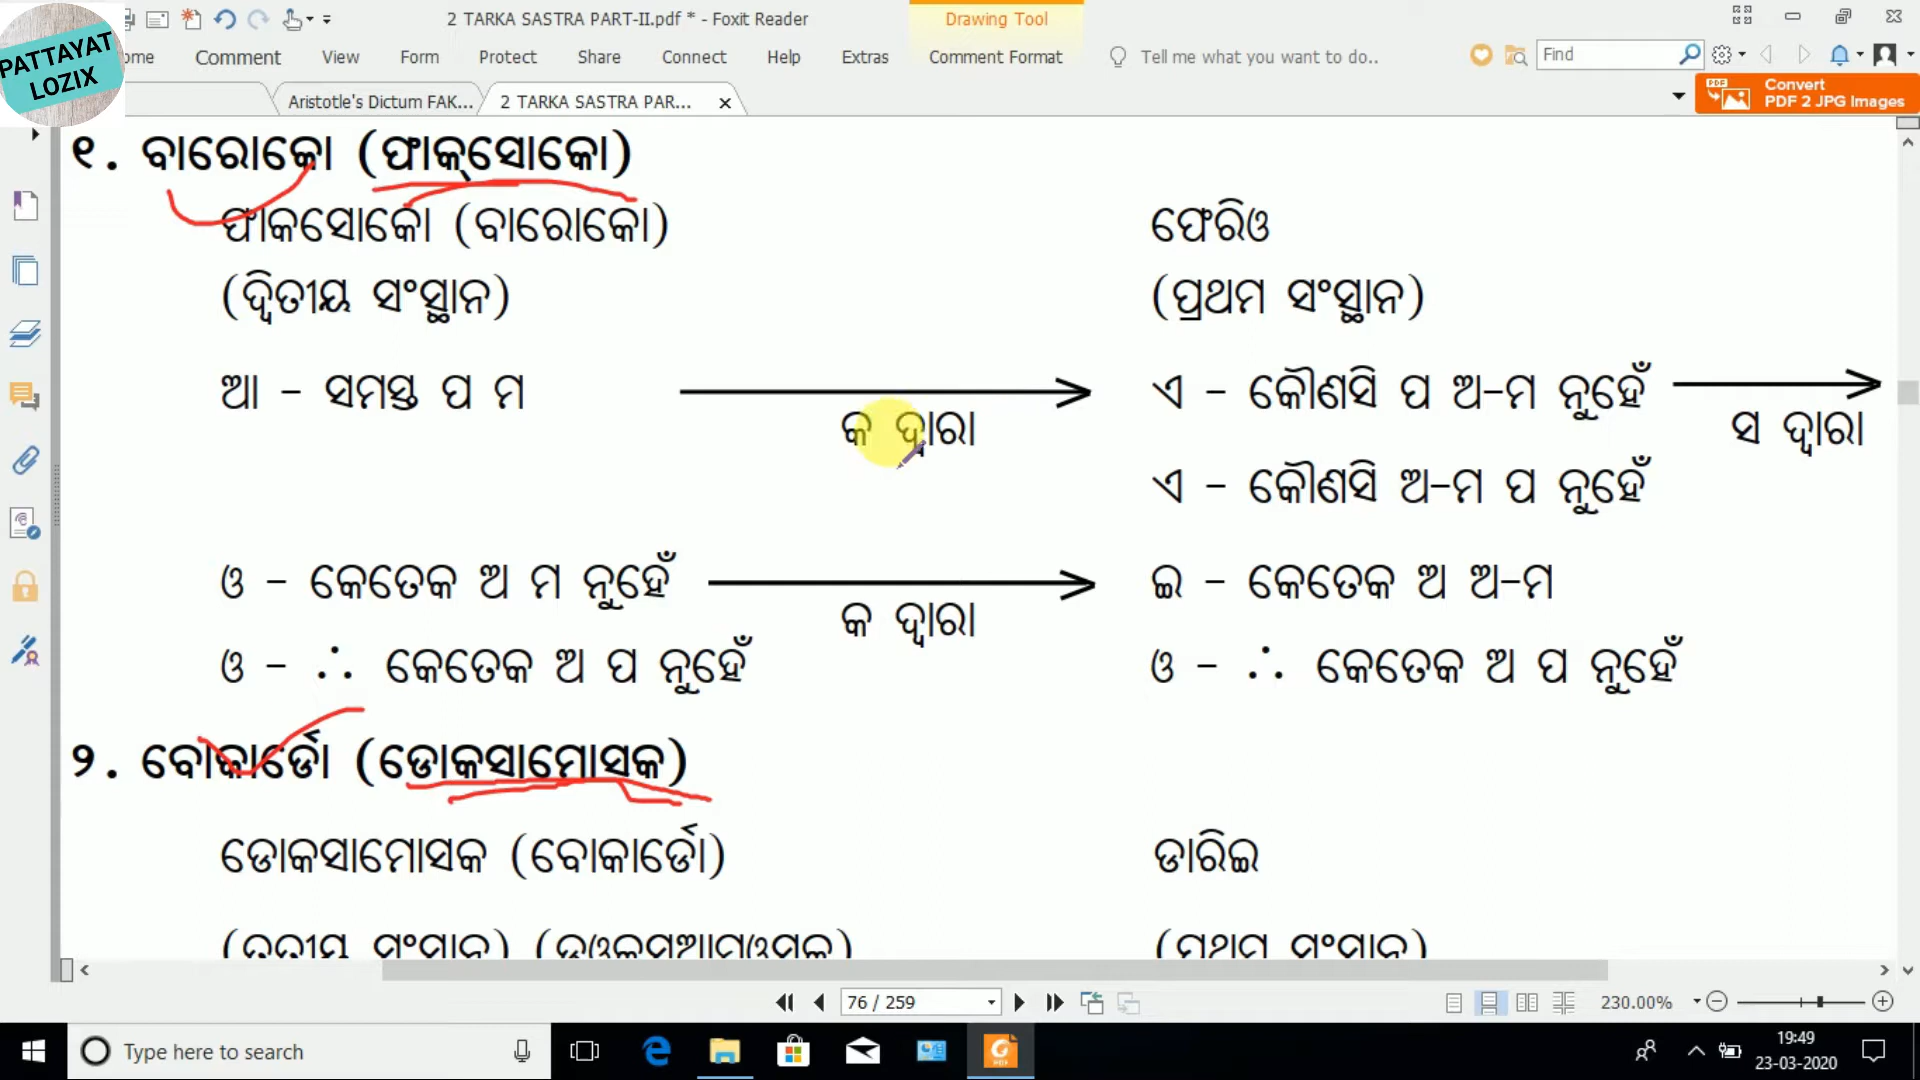 2 TARKA SASTRA PART-II.pdf * - Foxit Reader
Drawing Tool
PATTAYAT
LOZIX
ome Comment View Form Protect Share Connect Help Extras Comment Format Tell me what you want to do.. Find
Aristotle's Dictum FAK... 2 TARKA SASTRA PAR...
Convert
PDF 2 JPG Images
୧. ବାରୋକୋ (ଫାକ୍‌ସୋକୋ)
ଫାକସୋକୋ (ବାରୋକୋ) ଫେରିଓ
(ଦ୍ୱିତୀୟ ସଂସ୍ଥାନ) (ପ୍ରଥମ ସଂସ୍ଥାନ)
ଆ - ସମସ୍ତ ପ ମ ଏ - କୌଣସି ପ ଅ-ମ ନୁହେଁ
କ ଦ୍ୱାରା ସ ଦ୍ୱାରା
ଏ - କୌଣସି ଅ-ମ ପ ନୁହେଁ
ଓ - କେତେକ ଅ ମ ନୁହେଁ ଇ - କେତେକ ଅ ଅ-ମ
କ ଦ୍ୱାରା
ଓ - ∴ କେତେକ ଅ ପ ନୁହେଁ ଓ - ∴ କେତେକ ଅ ପ ନୁହେଁ
୨. ବୋକାର୍ଡୋ (ଡୋକସାମୋସକ)
ଡୋକସାମୋସକ (ବୋକାର୍ଡୋ) ଡାରିଇ
(ତୃତୀୟ ସଂସ୍ଥାନ) (ଡଓକସଆମଓସକ) (ପ୍ରଥମ ସଂସ୍ଥାନ)
76 / 259
230.00%
Type here to search
19:49
23-03-2020